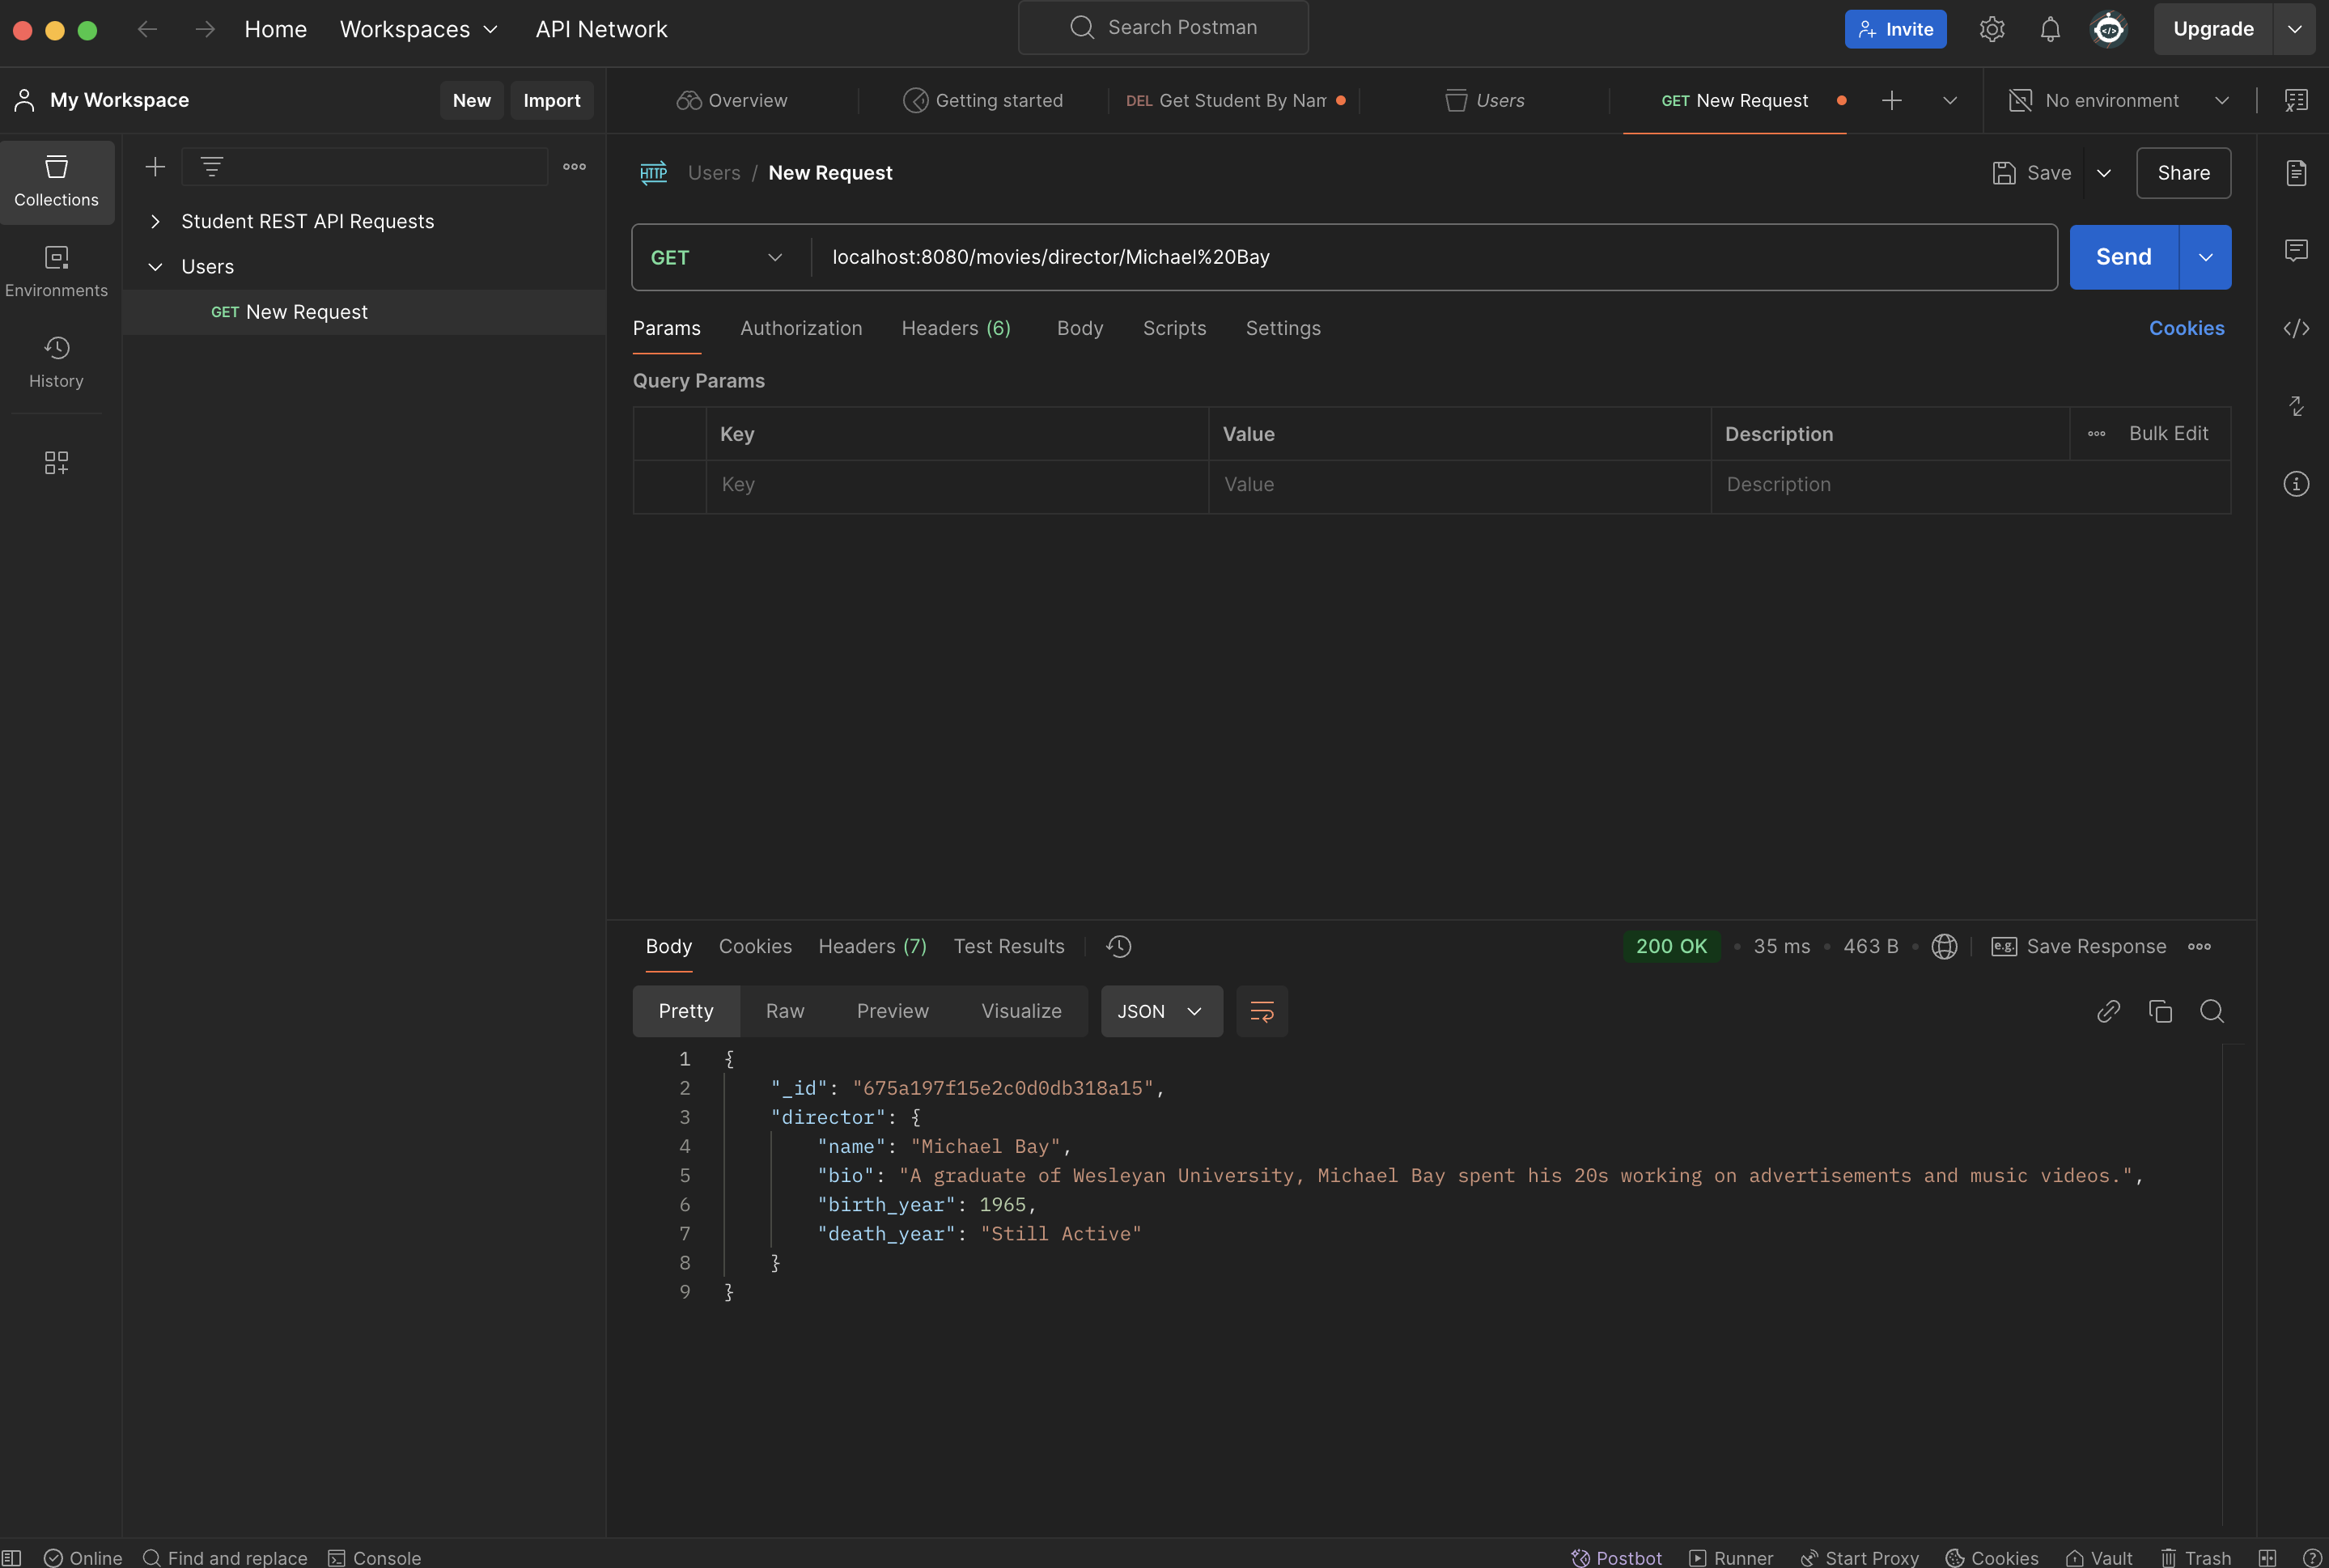 Home Workspaces API Network Search Postman Invite Upgrade
My Workspace New Import
Overview Getting started DEL Get Student By Nam Users GET New Request No environment
Collections
Environments
History
Student REST API Requests
Users
GET New Request
HTTP Users / New Request Save Share
GET localhost:8080/movies/director/Michael%20Bay Send
Params Authorization Headers (6) Body Scripts Settings Cookies
Query Params
Key Value Description Bulk Edit
Key Value Description
Body Cookies Headers (7) Test Results 200 OK • 35 ms • 463 B • e.g. Save Response
Pretty Raw Preview Visualize JSON
1 {
2 "_id": "675a197f15e2c0d0db318a15",
3 "director": {
4 "name": "Michael Bay",
5 "bio": "A graduate of Wesleyan University, Michael Bay spent his 20s working on advertisements and music videos.",
6 "birth_year": 1965,
7 "death_year": "Still Active"
8 }
9 }
Online Find and replace Console Postbot Runner Start Proxy Cookies Vault Trash